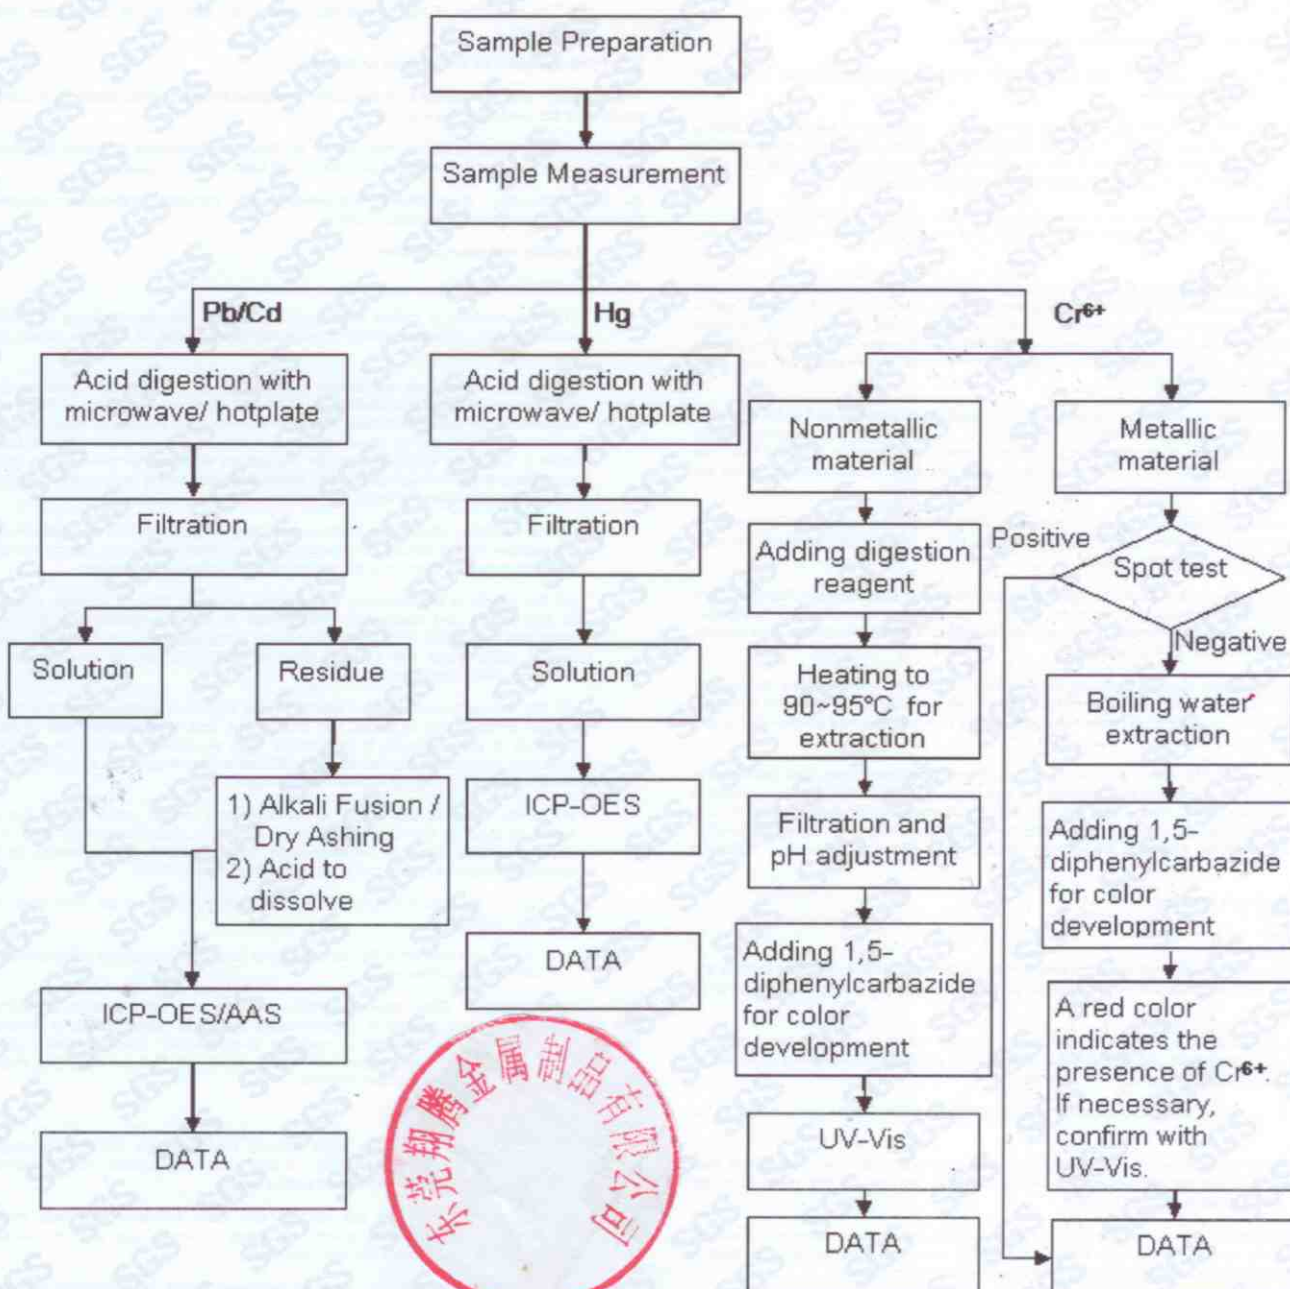 Sample Preparation
Sample Measurement
Pb/Cd
Hg
Cr⁶⁺
Acid digestion with
microwave/ hotplate
Acid digestion with
microwave/ hotplate
Nonmetallic
material
Metallic
material
Filtration
Filtration
Adding digestion
reagent
Positive
Spot test
Negative
Solution
Residue
Solution
Heating to
90~95°C for
extraction
Boiling water
extraction
1) Alkali Fusion /
Dry Ashing
2) Acid to
dissolve
ICP-OES
Filtration and
pH adjustment
Adding 1,5-
diphenylcarbazide
for color
development
DATA
Adding 1,5-
diphenylcarbazide
for color
development
ICP-OES/AAS
A red color
indicates the
presence of Cr⁶⁺.
If necessary,
confirm with
UV-Vis.
DATA
UV-Vis
DATA
DATA
东莞翔腾金属制品有限公司
SGS